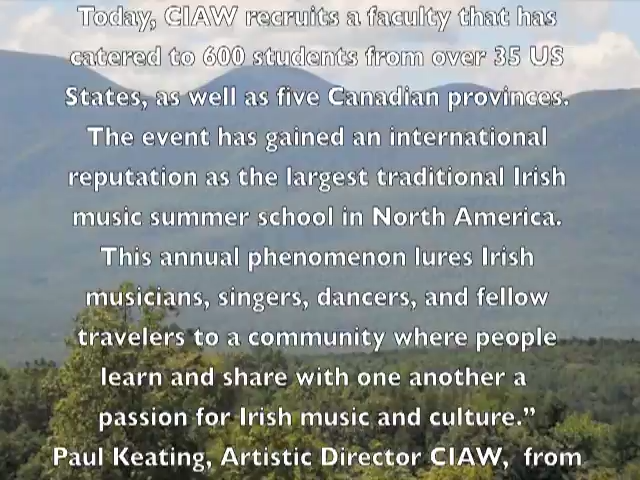 Today, CIAW recruits a faculty that has
catered to 600 students from over 35 US
States, as well as five Canadian provinces.
The event has gained an international
reputation as the largest traditional Irish
music summer school in North America.
This annual phenomenon lures Irish
musicians, singers, dancers, and fellow
travelers to a community where people
learn and share with one another a
passion for Irish music and culture.”
Paul Keating, Artistic Director CIAW, from